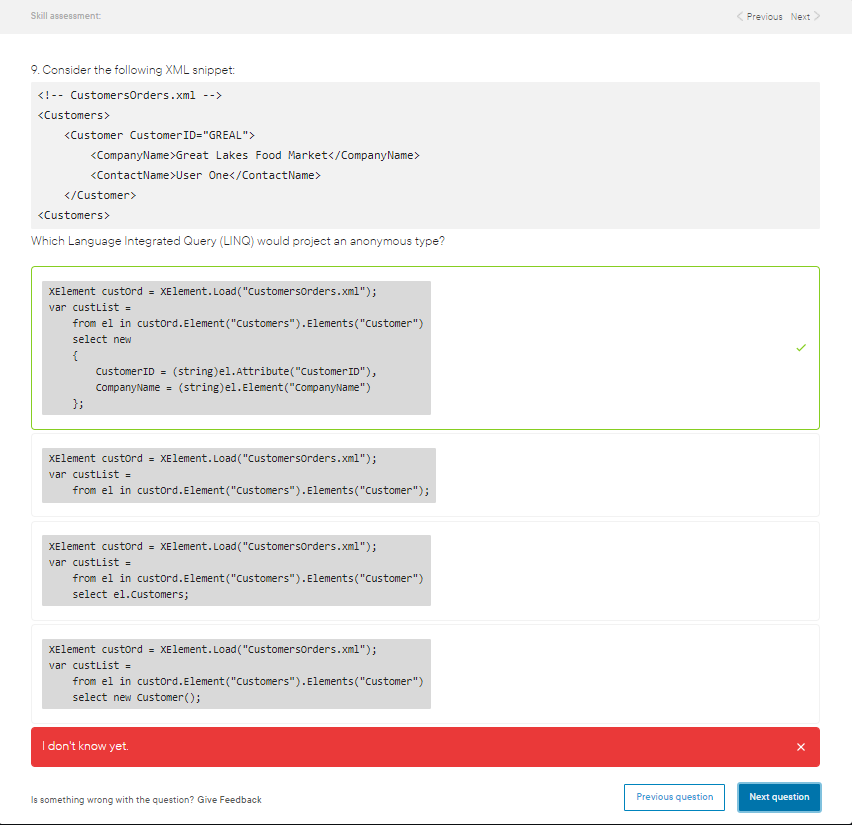 Skill assessment:
Previous Next
9. Consider the following XML snippet:
<!-- CustomersOrders.xml -->
<Customers>
    <Customer CustomerID="GREAL">
        <CompanyName>Great Lakes Food Market</CompanyName>
        <ContactName>User One</ContactName>
    </Customer>
<Customers>
Which Language Integrated Query (LINQ) would project an anonymous type?
XElement custOrd = XElement.Load("CustomersOrders.xml");
var custList =
    from el in custOrd.Element("Customers").Elements("Customer")
    select new
    {
        CustomerID = (string)el.Attribute("CustomerID"),
        CompanyName = (string)el.Element("CompanyName")
    };
XElement custOrd = XElement.Load("CustomersOrders.xml");
var custList =
    from el in custOrd.Element("Customers").Elements("Customer");
XElement custOrd = XElement.Load("CustomersOrders.xml");
var custList =
    from el in custOrd.Element("Customers").Elements("Customer")
    select el.Customers;
XElement custOrd = XElement.Load("CustomersOrders.xml");
var custList =
    from el in custOrd.Element("Customers").Elements("Customer")
    select new Customer();
I don't know yet.
Is something wrong with the question? Give Feedback
Previous question
Next question